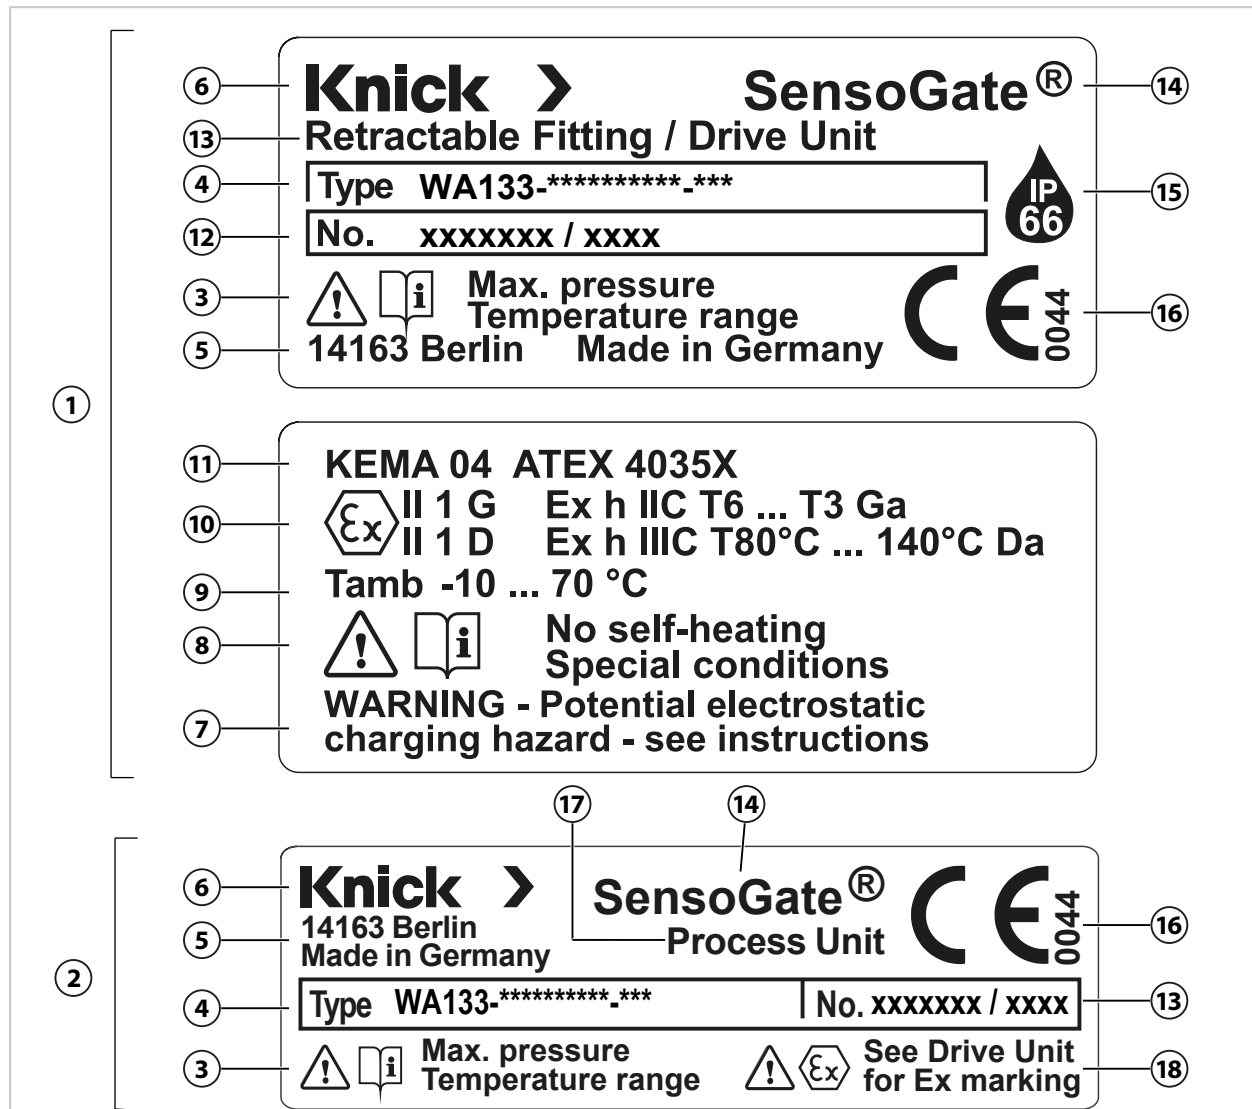 6 Knick > SensoGate® 14
13 Retractable Fitting / Drive Unit
4 Type WA133-**********-***
IP 66 15
12 No. xxxxxxx / xxxx
3 ! i Max. pressure
Temperature range
CE 0044 16
5 14163 Berlin Made in Germany
1
11 KEMA 04 ATEX 4035X
10 Ex II 1 G Ex h IIC T6 ... T3 Ga
II 1 D Ex h IIIC T80°C ... 140°C Da
9 Tamb -10 ... 70 °C
8 ! i No self-heating
Special conditions
7 WARNING - Potential electrostatic
charging hazard - see instructions
17 14
6 Knick > SensoGate®
CE 0044 16
5 14163 Berlin
Made in Germany
Process Unit
2
4 Type WA133-**********-*** No. xxxxxxx / xxxx 13
3 ! i Max. pressure
Temperature range
! Ex See Drive Unit
for Ex marking 18